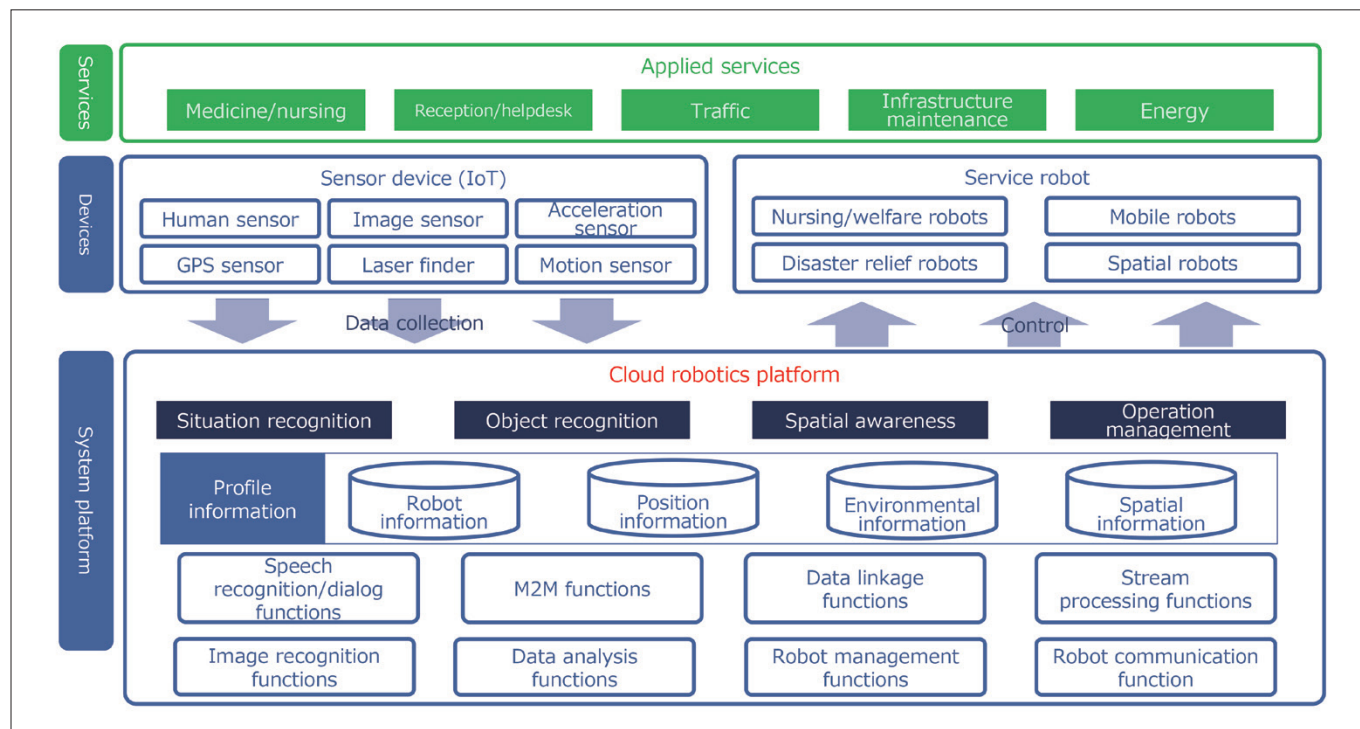 Services
Applied services
Medicine/nursing
Reception/helpdesk
Traffic
Infrastructure
maintenance
Energy
Devices
Sensor device (IoT)
Human sensor
Image sensor
Acceleration
sensor
GPS sensor
Laser finder
Motion sensor
Service robot
Nursing/welfare robots
Mobile robots
Disaster relief robots
Spatial robots
Data collection
Control
System platform
Cloud robotics platform
Situation recognition
Object recognition
Spatial awareness
Operation
management
Profile
information
Robot
information
Position
information
Environmental
information
Spatial
information
Speech
recognition/dialog
functions
M2M functions
Data linkage
functions
Stream
processing functions
Image recognition
functions
Data analysis
functions
Robot management
functions
Robot communication
function